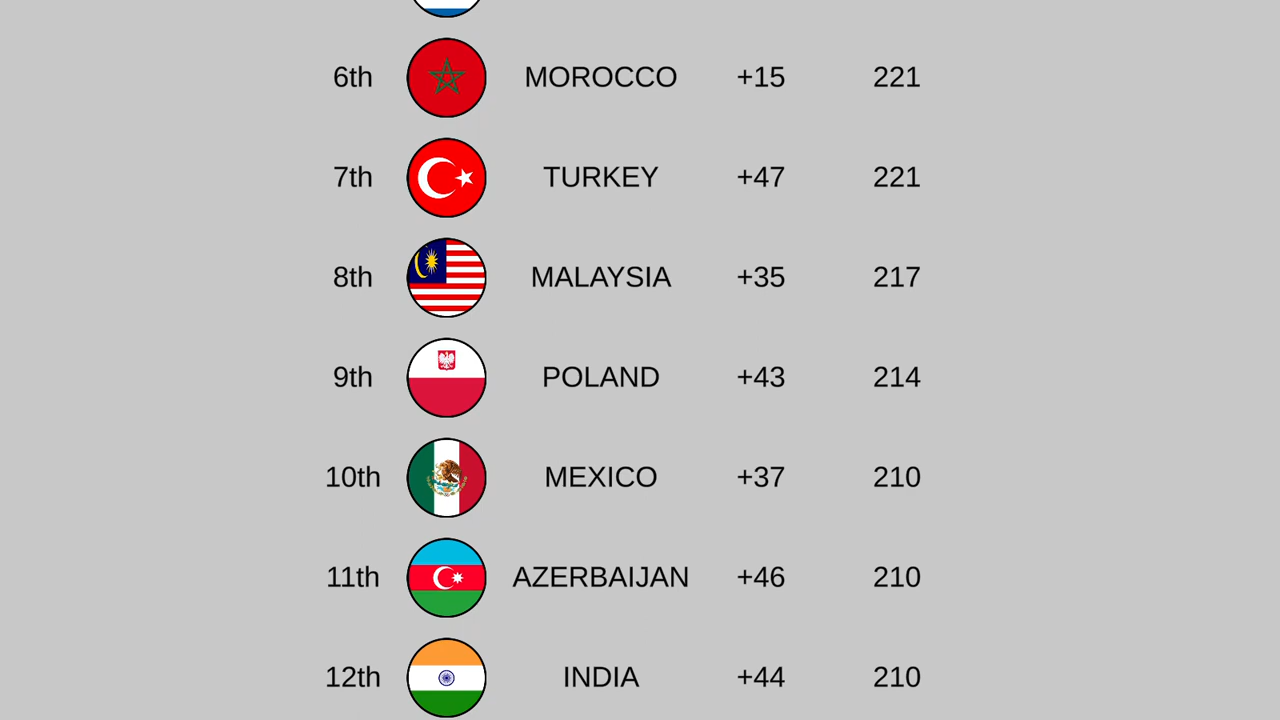 6th MOROCCO +15 221
7th TURKEY +47 221
8th MALAYSIA +35 217
9th POLAND +43 214
10th MEXICO +37 210
11th AZERBAIJAN +46 210
12th INDIA +44 210